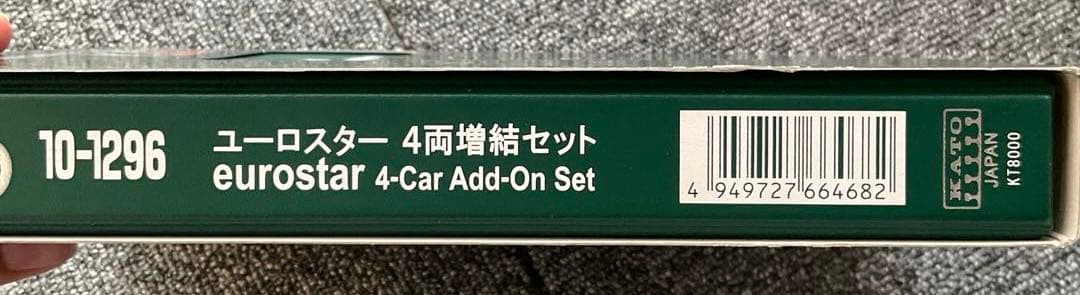 10-1296
ユーロスター 4両増結セット
eurostar 4-Car Add-On Set
4 949727 664682
KATO
JAPAN
KT8000